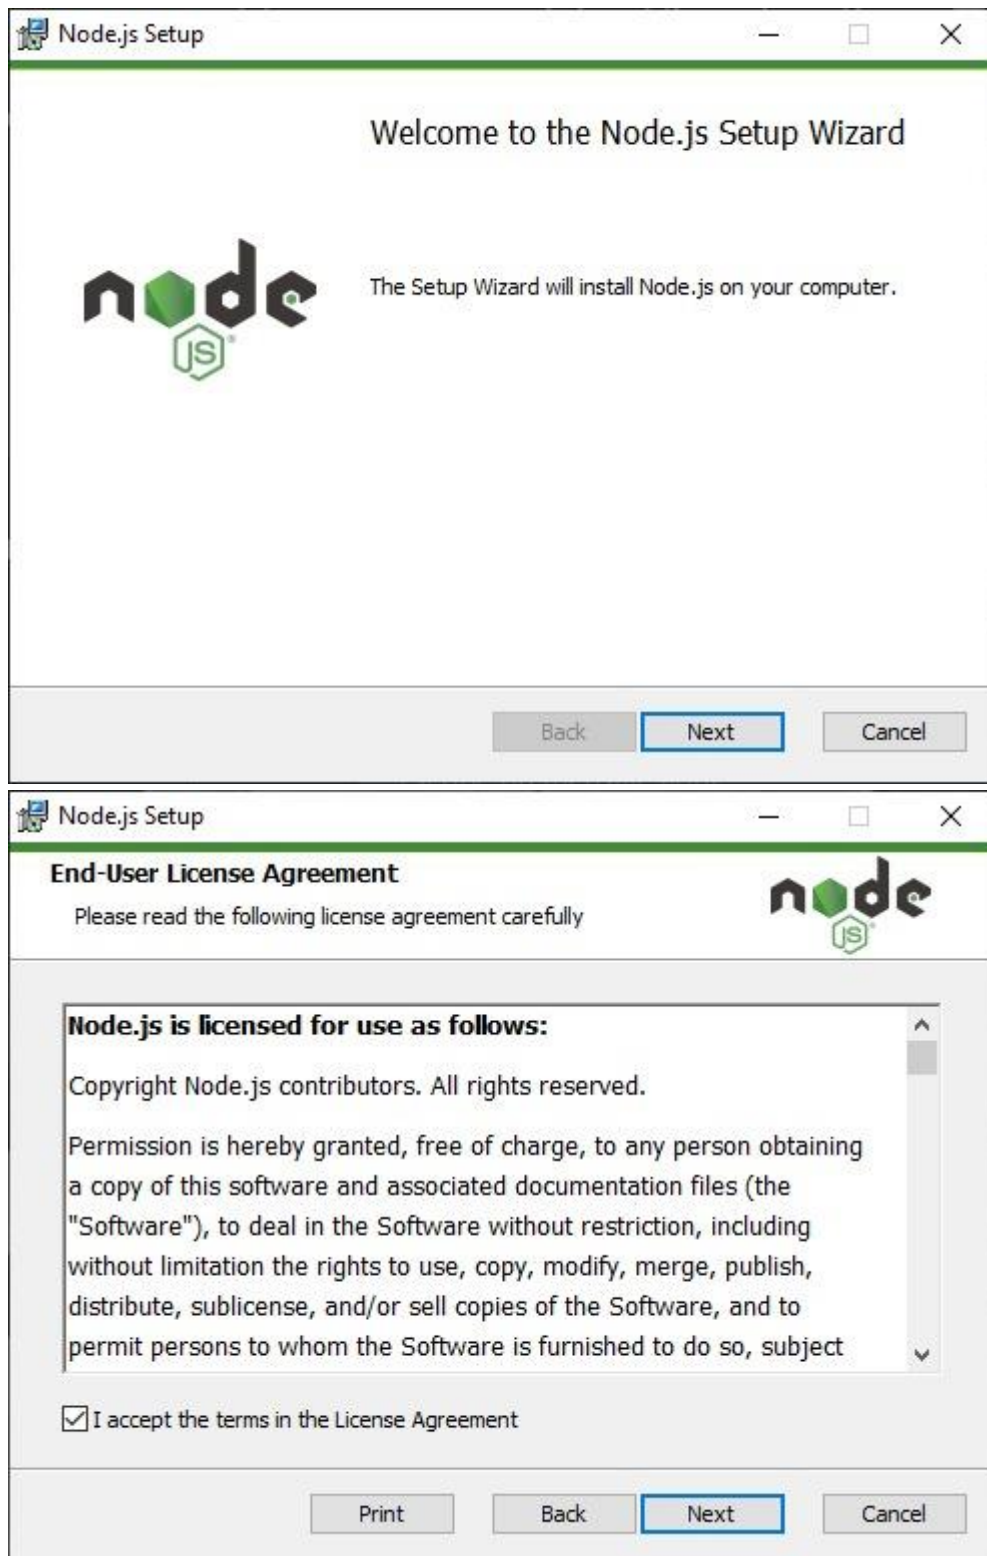 Node.js Setup
Welcome to the Node.js Setup Wizard
node
JS
The Setup Wizard will install Node.js on your computer.
Back
Next
Cancel
Node.js Setup
End-User License Agreement
Please read the following license agreement carefully
node
JS
Node.js is licensed for use as follows:
Copyright Node.js contributors. All rights reserved.
Permission is hereby granted, free of charge, to any person obtaining
a copy of this software and associated documentation files (the
"Software"), to deal in the Software without restriction, including
without limitation the rights to use, copy, modify, merge, publish,
distribute, sublicense, and/or sell copies of the Software, and to
permit persons to whom the Software is furnished to do so, subject
I accept the terms in the License Agreement
Print
Back
Next
Cancel